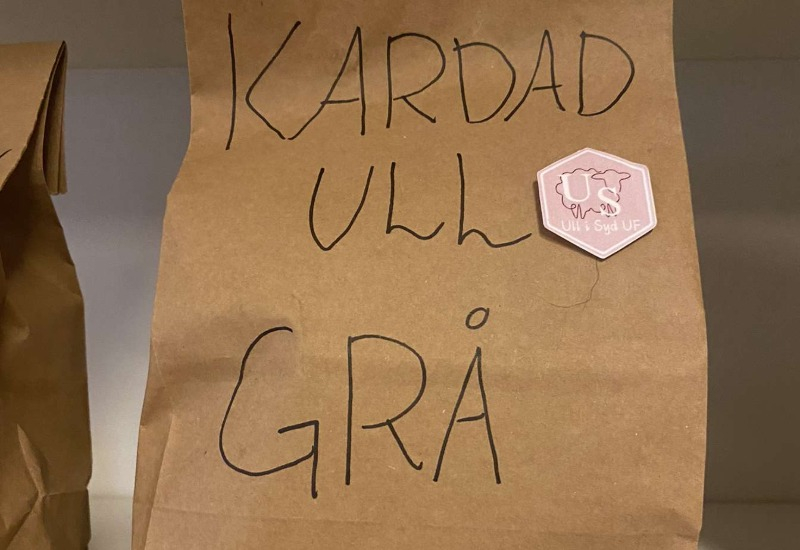 KARDAD
ULL
US
Ull i Syd UF
GRÅ